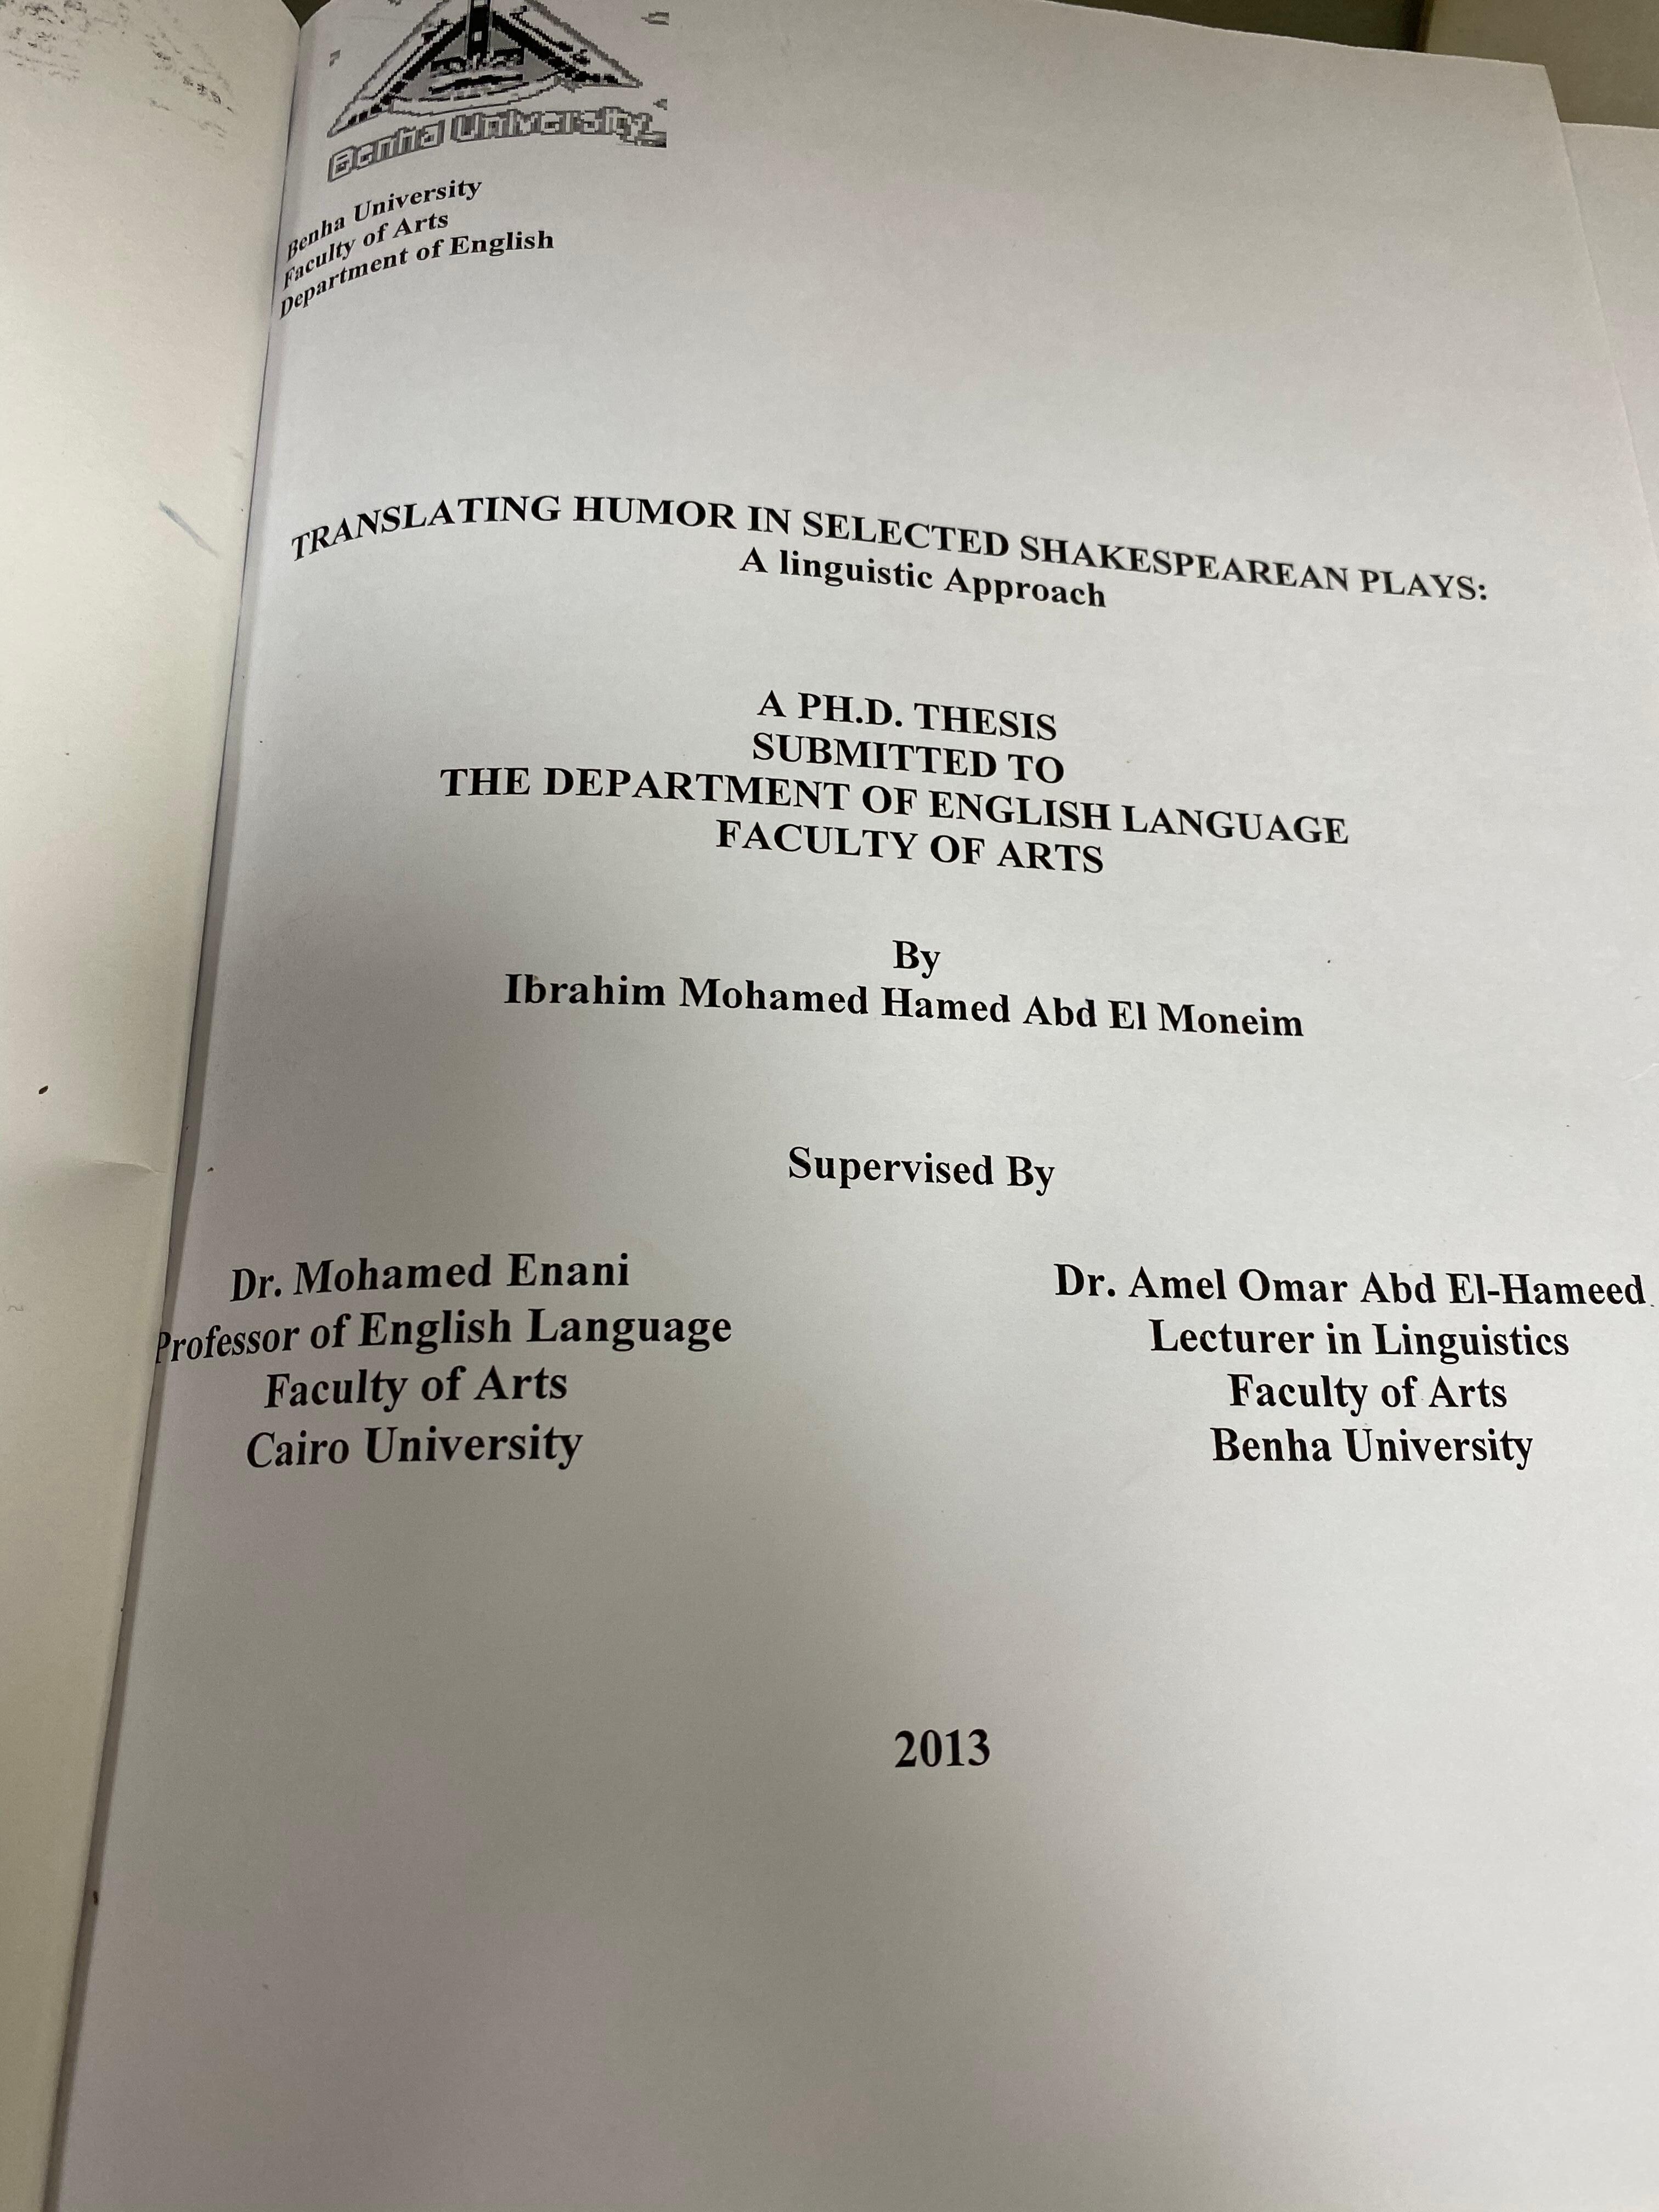 Benha University
Benha University
Faculty of Arts
Department of English
TRANSLATING HUMOR IN SELECTED SHAKESPEAREAN PLAYS:
A linguistic Approach
A PH.D. THESIS
SUBMITTED TO
THE DEPARTMENT OF ENGLISH LANGUAGE
FACULTY OF ARTS
By
Ibrahim Mohamed Hamed Abd El Moneim
Supervised By
Dr. Mohamed Enani
Professor of English Language
Faculty of Arts
Cairo University
Dr. Amel Omar Abd El-Hameed
Lecturer in Linguistics
Faculty of Arts
Benha University
2013